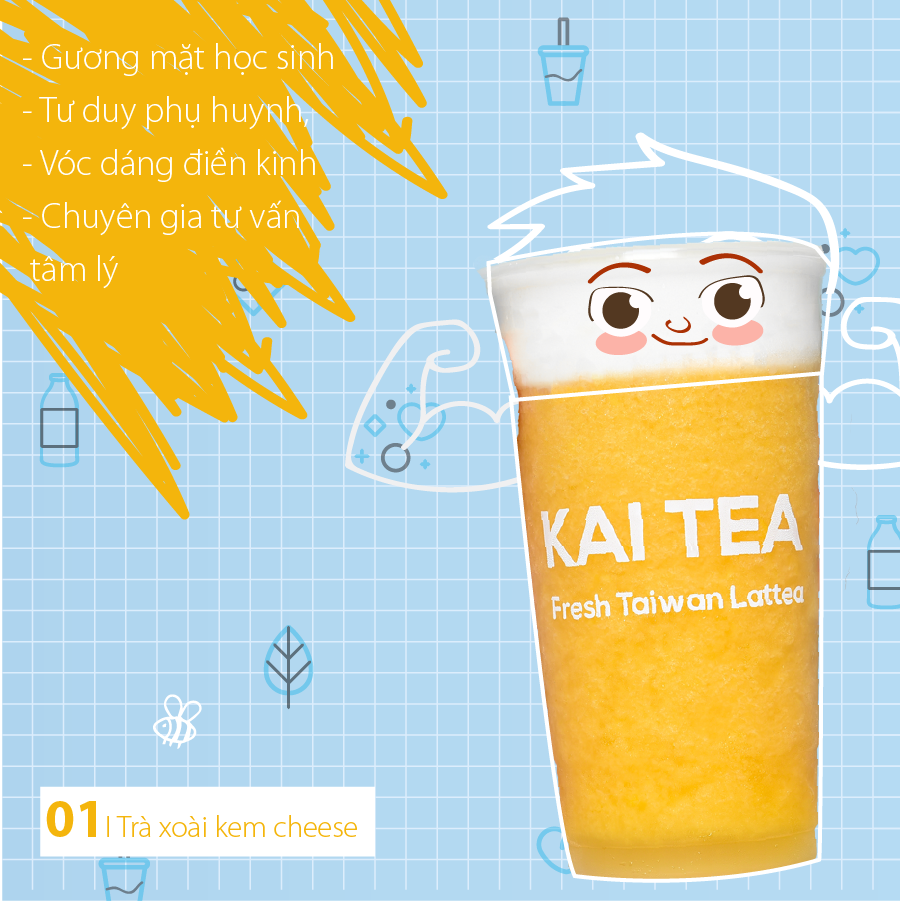 - Gương mặt học sinh
- Tư duy phụ huynh,
- Vóc dáng điền kinh
- Chuyên gia tư vấn
tâm lý
KAI TEA
Fresh Taiwan Lattea
01 | Trà xoài kem cheese